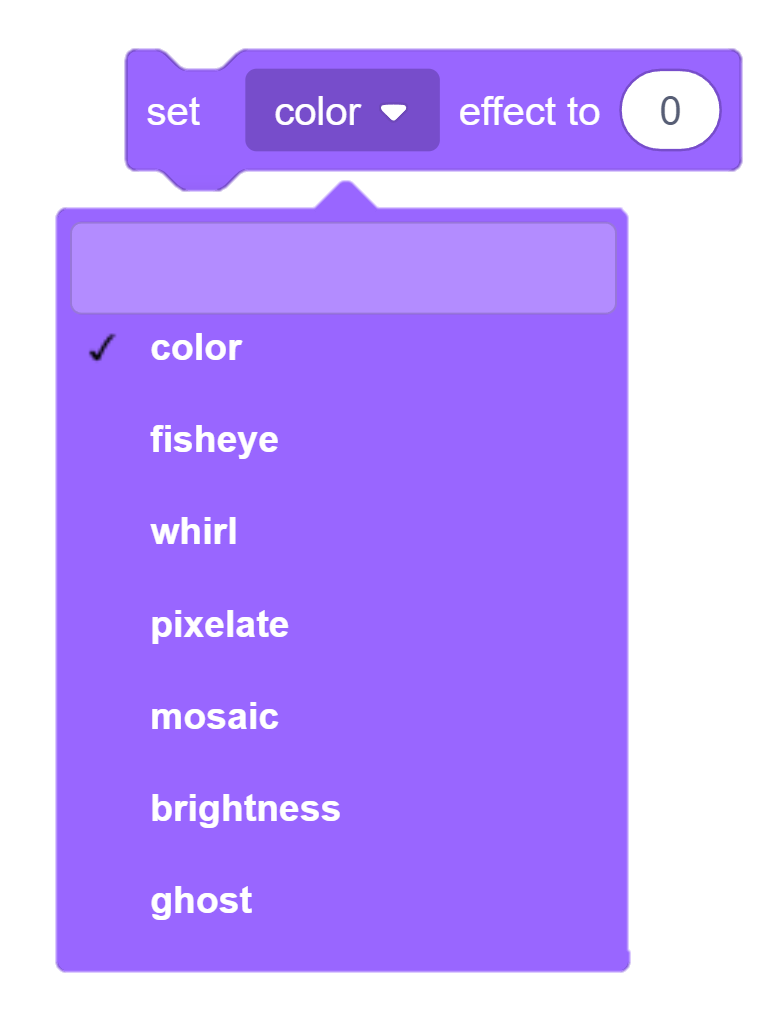 set color effect to 0
color
fisheye
whirl
pixelate
mosaic
brightness
ghost